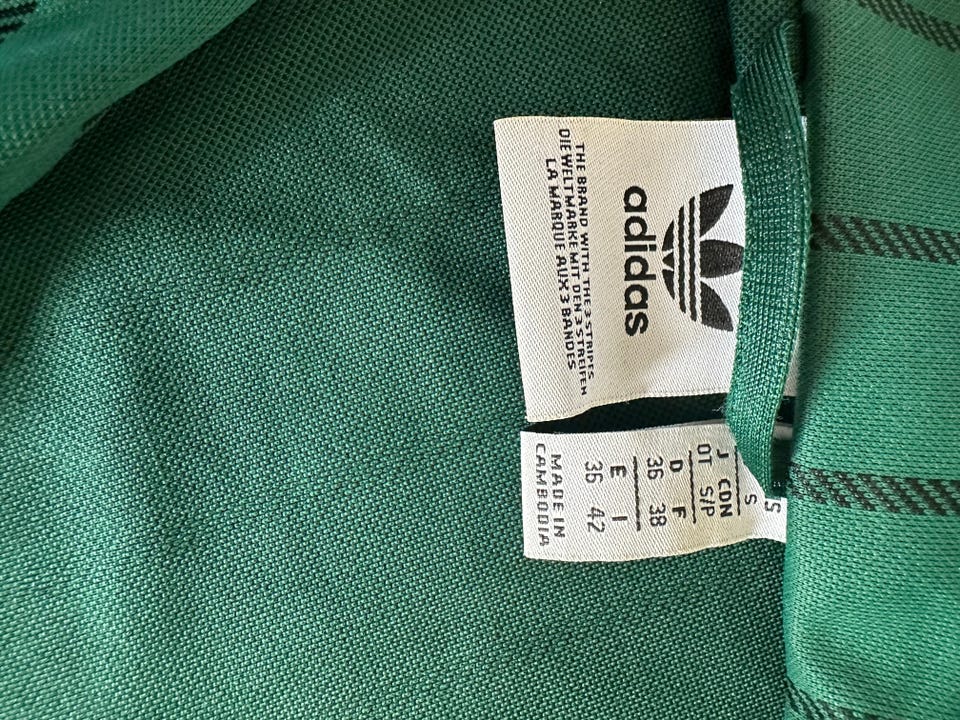 adidas
THE BRAND WITH THE 3 STRIPES
DIE WELTMARKE MIT DEN 3 STREIFEN
LA MARQUE AUX 3 BANDES
S
S
J CDN
OT S/P
D F
36 38
E I
36 42
MADE IN
CAMBODIA